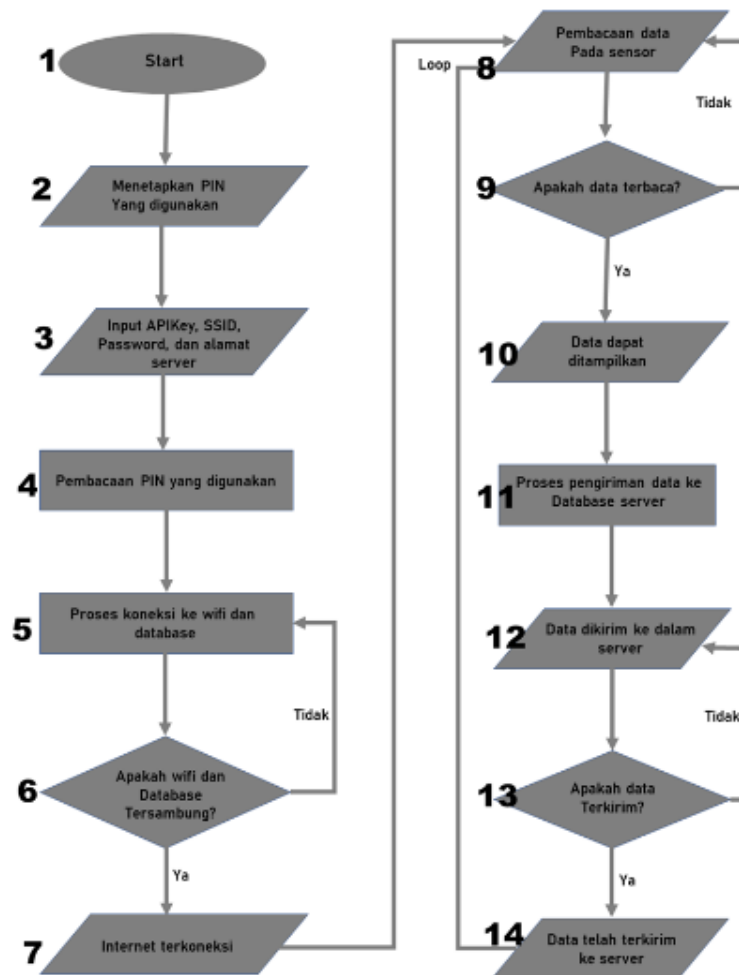 1
Start
2
Menetapkan PIN
Yang digunakan
3
Input APIKey, SSID,
Password, dan alamat
server
4
Pembacaan PIN yang digunakan
5
Proses koneksi ke wifi dan
database
Tidak
6
Apakah wifi dan
Database
Tersambung?
Ya
7
Internet terkoneksi
Loop
8
Pembacaan data
Pada sensor
Tidak
9
Apakah data terbaca?
Ya
10
Data dapat
ditampilkan
11
Proses pengiriman data ke
Database server
12
Data dikirim ke dalam
server
Tidak
13
Apakah data
Terkirim?
Ya
14
Data telah terkirim
ke server